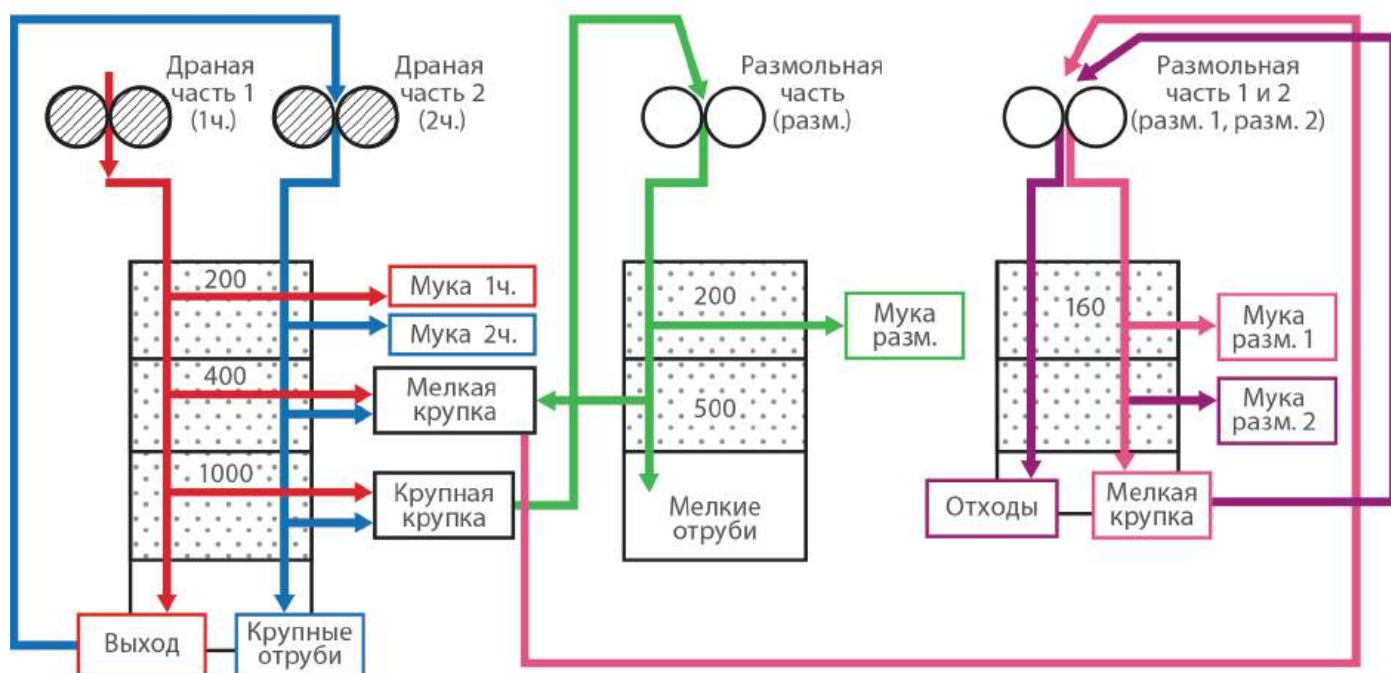 Драная
часть 1
(1ч.)
Драная
часть 2
(2ч.)
Размольная
часть
(разм.)
Размольная
часть 1 и 2
(разм. 1, разм. 2)
200
Мука 1ч.
Мука 2ч.
400
Мелкая
крупка
1000
Крупная
крупка
Выход
Крупные
отруби
200
Мука
разм.
500
Мелкие
отруби
160
Мука
разм. 1
Мука
разм. 2
Отходы
Мелкая
крупка